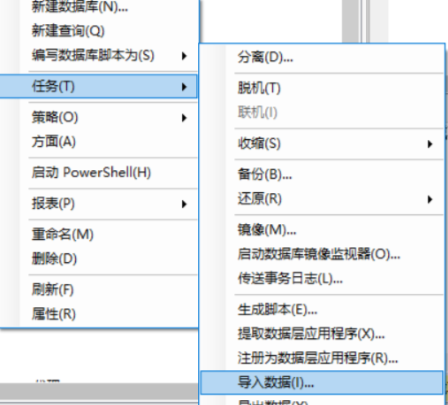 新建数据库(N)...
新建查询(Q)
编写数据库脚本为(S)
任务(T)
策略(O)
方面(A)
启动 PowerShell(H)
报表(P)
重命名(M)
删除(D)
刷新(F)
属性(R)
分离(D)...
脱机(T)
联机(I)
收缩(S)
备份(B)...
还原(R)
镜像(M)...
启动数据库镜像监视器(O)...
传送事务日志(L)...
生成脚本(E)...
提取数据层应用程序(X)...
注册为数据层应用程序(R)...
导入数据(I)...